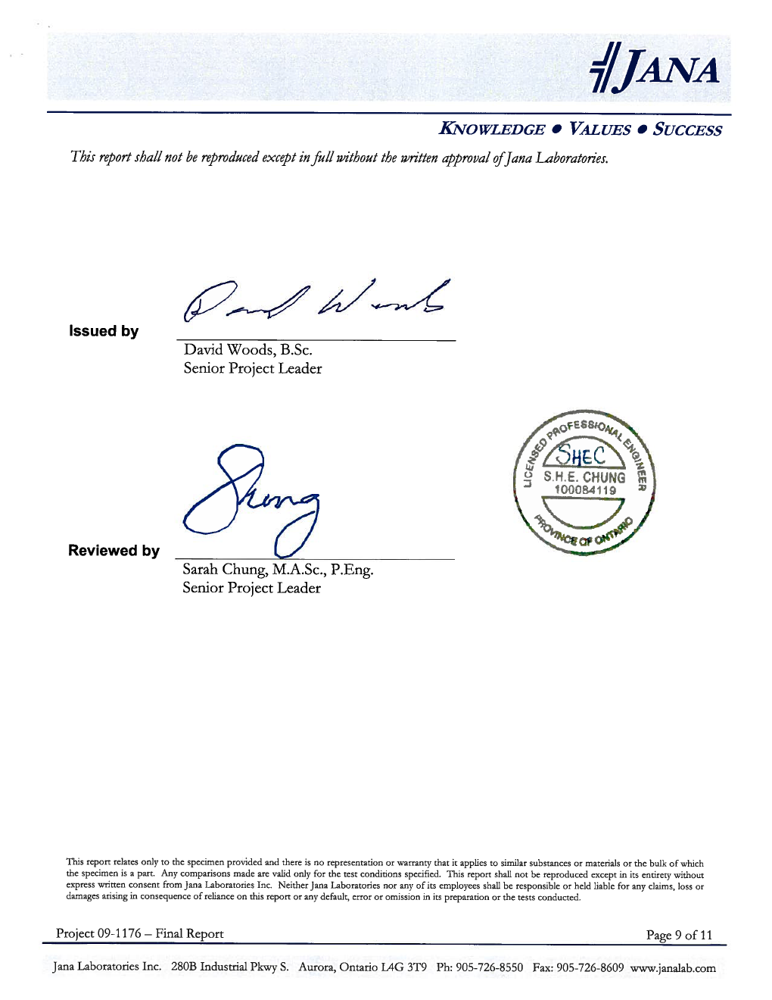 JANA
KNOWLEDGE ● VALUES ● SUCCESS
This report shall not be reproduced except in full without the written approval of Jana Laboratories.
David Woods
Issued by
David Woods, B.Sc.
Senior Project Leader
LICENSED PROFESSIONAL ENGINEER
SHEC
S.H.E. CHUNG
100084119
PROVINCE OF ONTARIO
SChung
Reviewed by
Sarah Chung, M.A.Sc., P.Eng.
Senior Project Leader
This report relates only to the specimen provided and there is no representation or warranty that it applies to similar substances or materials or the bulk of which
the specimen is a part. Any comparisons made are valid only for the test conditions specified. This report shall not be reproduced except in its entirety without
express written consent from Jana Laboratories Inc. Neither Jana Laboratories nor any of its employees shall be responsible or held liable for any claims, loss or
damages arising in consequence of reliance on this report or any default, error or omission in its preparation or the tests conducted.
Project 09-1176 – Final Report Page 9 of 11
Jana Laboratories Inc. 280B Industrial Pkwy S. Aurora, Ontario L4G 3T9 Ph: 905-726-8550 Fax: 905-726-8609 www.janalab.com